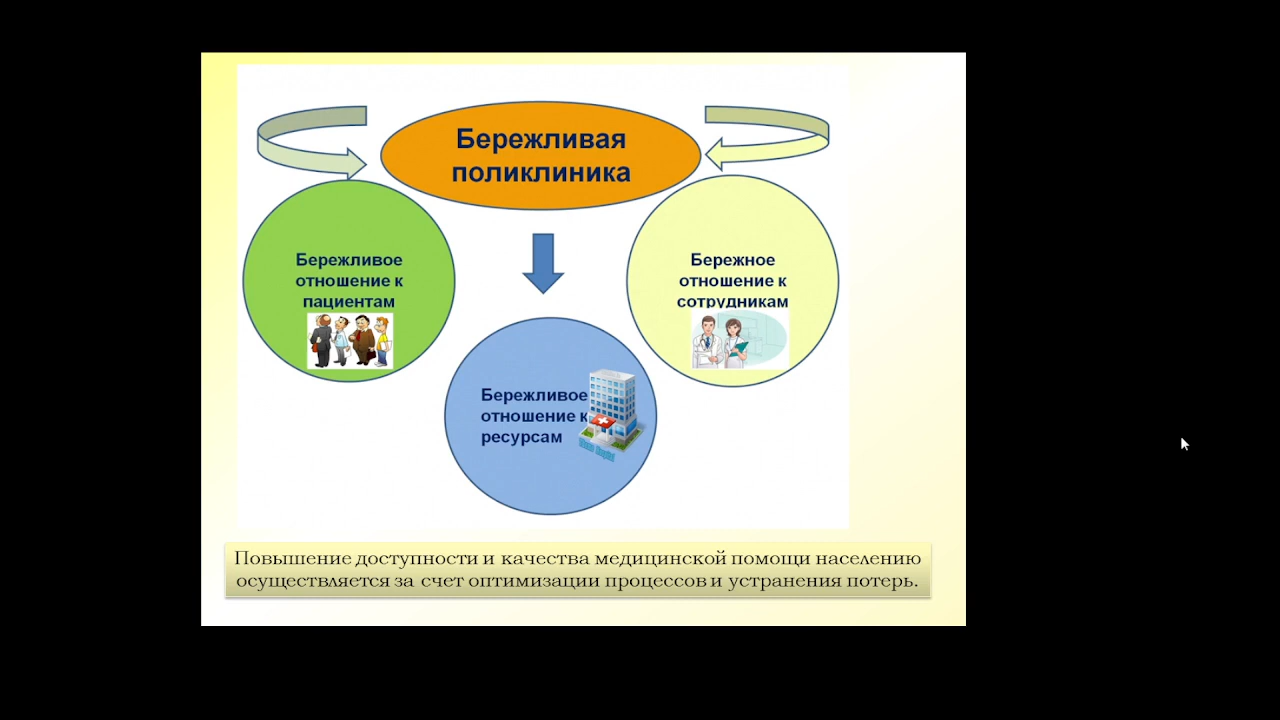 Бережливая
поликлиника
Бережливое
отношение к
пациентам
Бережное
отношение к
сотрудникам
Бережливое
отношение к
ресурсам
Повышение доступности и качества медицинской помощи населению
осуществляется за счет оптимизации процессов и устранения потерь.